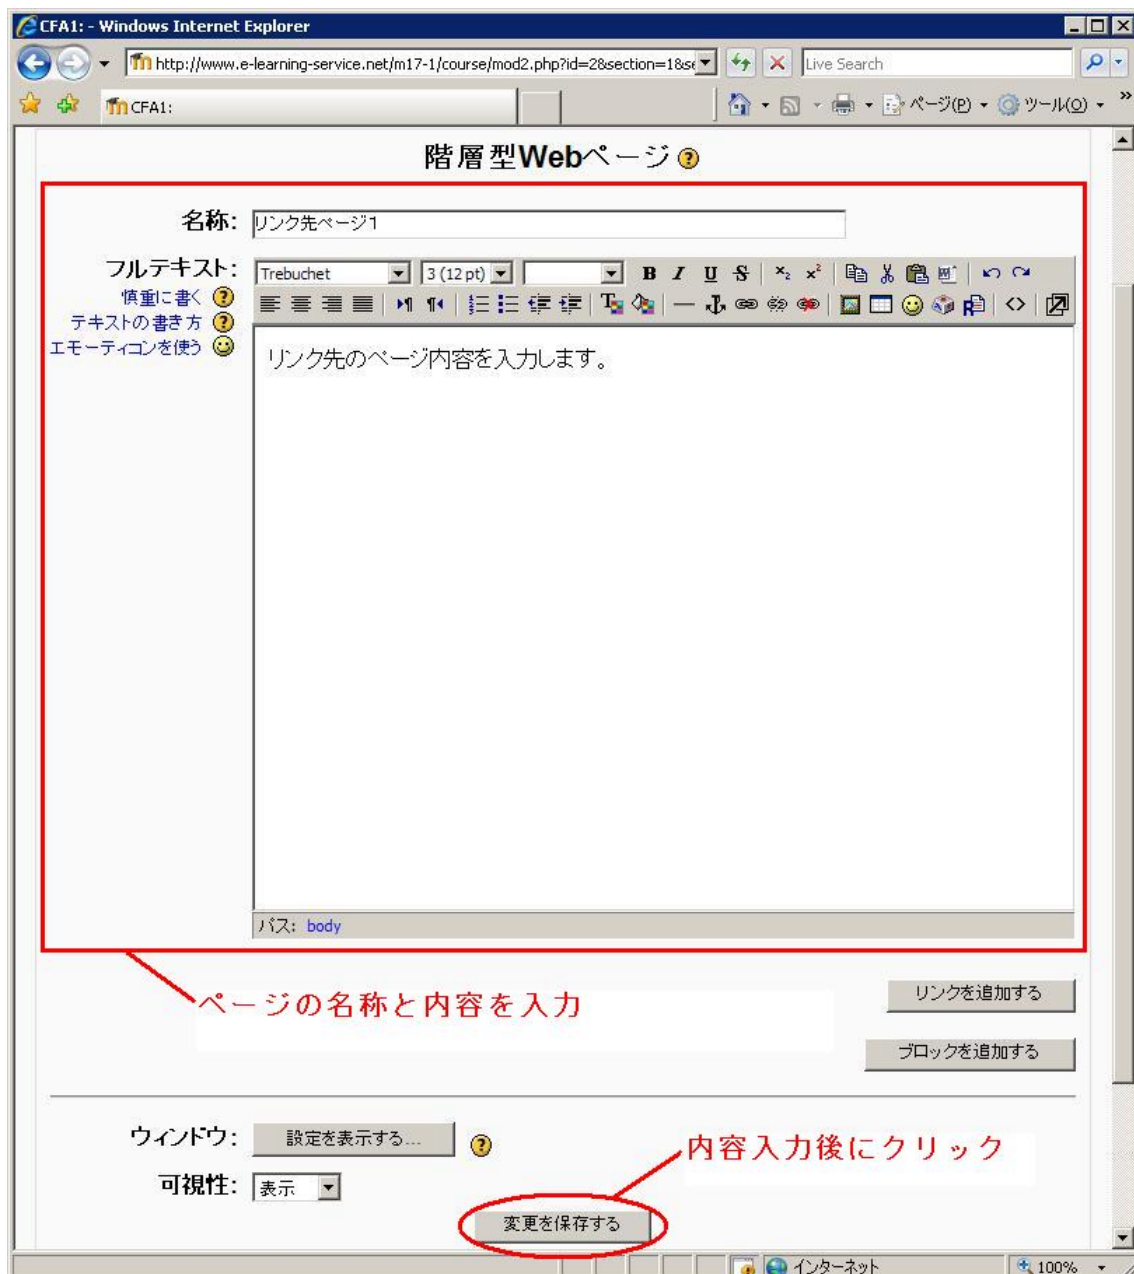 CFA1: - Windows Internet Explorer
http://www.e-learning-service.net/m17-1/course/mod2.php?id=2&section=1&se
Live Search
CFA1:
ページ(P)
ツール(O)
»
階層型Webページ
名称:
リンク先ページ1
フルテキスト:
慎重に書く
テキストの書き方
エモーティコンを使う
Trebuchet
3 (12 pt)
B I U S
リンク先のページ内容を入力します。
パス: body
ページの名称と内容を入力
リンクを追加する
ブロックを追加する
ウィンドウ:
設定を表示する...
内容入力後にクリック
可視性:
表示
変更を保存する
インターネット
100%